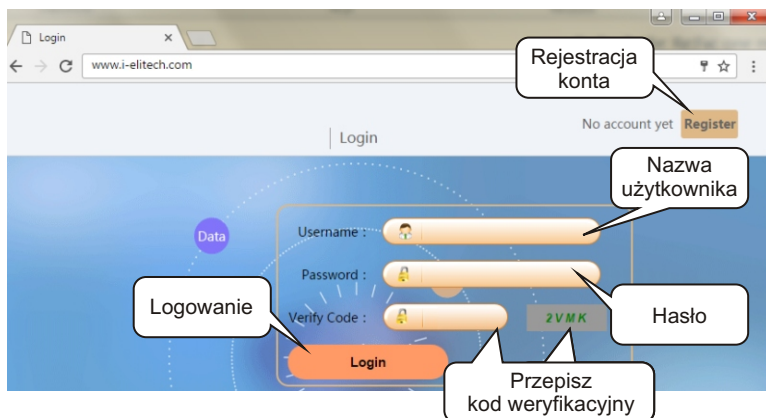 Login
www.i-elitech.com
Rejestracja
konta
No account yet Register
Login
Nazwa
użytkownika
Data
Username :
Password :
Logowanie
Hasło
Verify Code :
2VMK
Login
Przepisz
kod weryfikacyjny